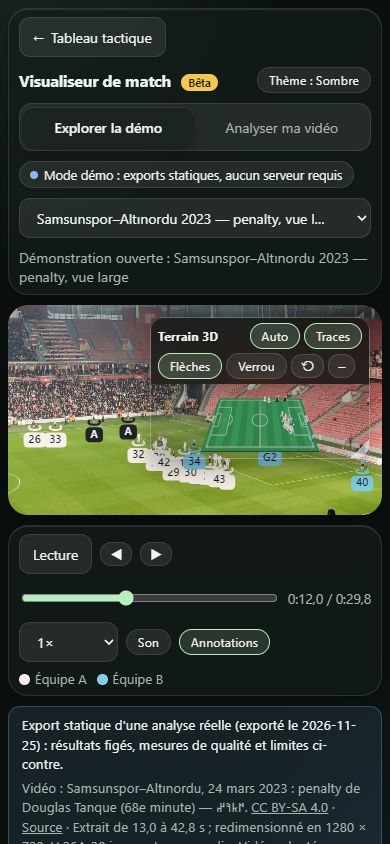 ← Tableau tactique
Visualiseur de match Bêta Thème : Sombre
Explorer la démo Analyser ma vidéo
Mode démo : exports statiques, aucun serveur requis
Samsunspor–Altınordu 2023 — penalty, vue l...
Démonstration ouverte : Samsunspor–Altınordu 2023 —
penalty, vue large
Terrain 3D Auto Traces
Flèches Verrou
26 33 A A
32
42 34 G2
29 30 43 40
Lecture
0:12,0 / 0:29,8
1× Son Annotations
Équipe A Équipe B
Export statique d'une analyse réelle (exporté le 2026-11-
25) : résultats figés, mesures de qualité et limites ci-
contre.
Vidéo : Samsunspor–Altınordu, 24 mars 2023 : penalty de
Douglas Tanque (68e minute) — CC BY-SA 4.0 ·
Source · Extrait de 13,0 à 42,8 s ; redimensionné en 1280 ×